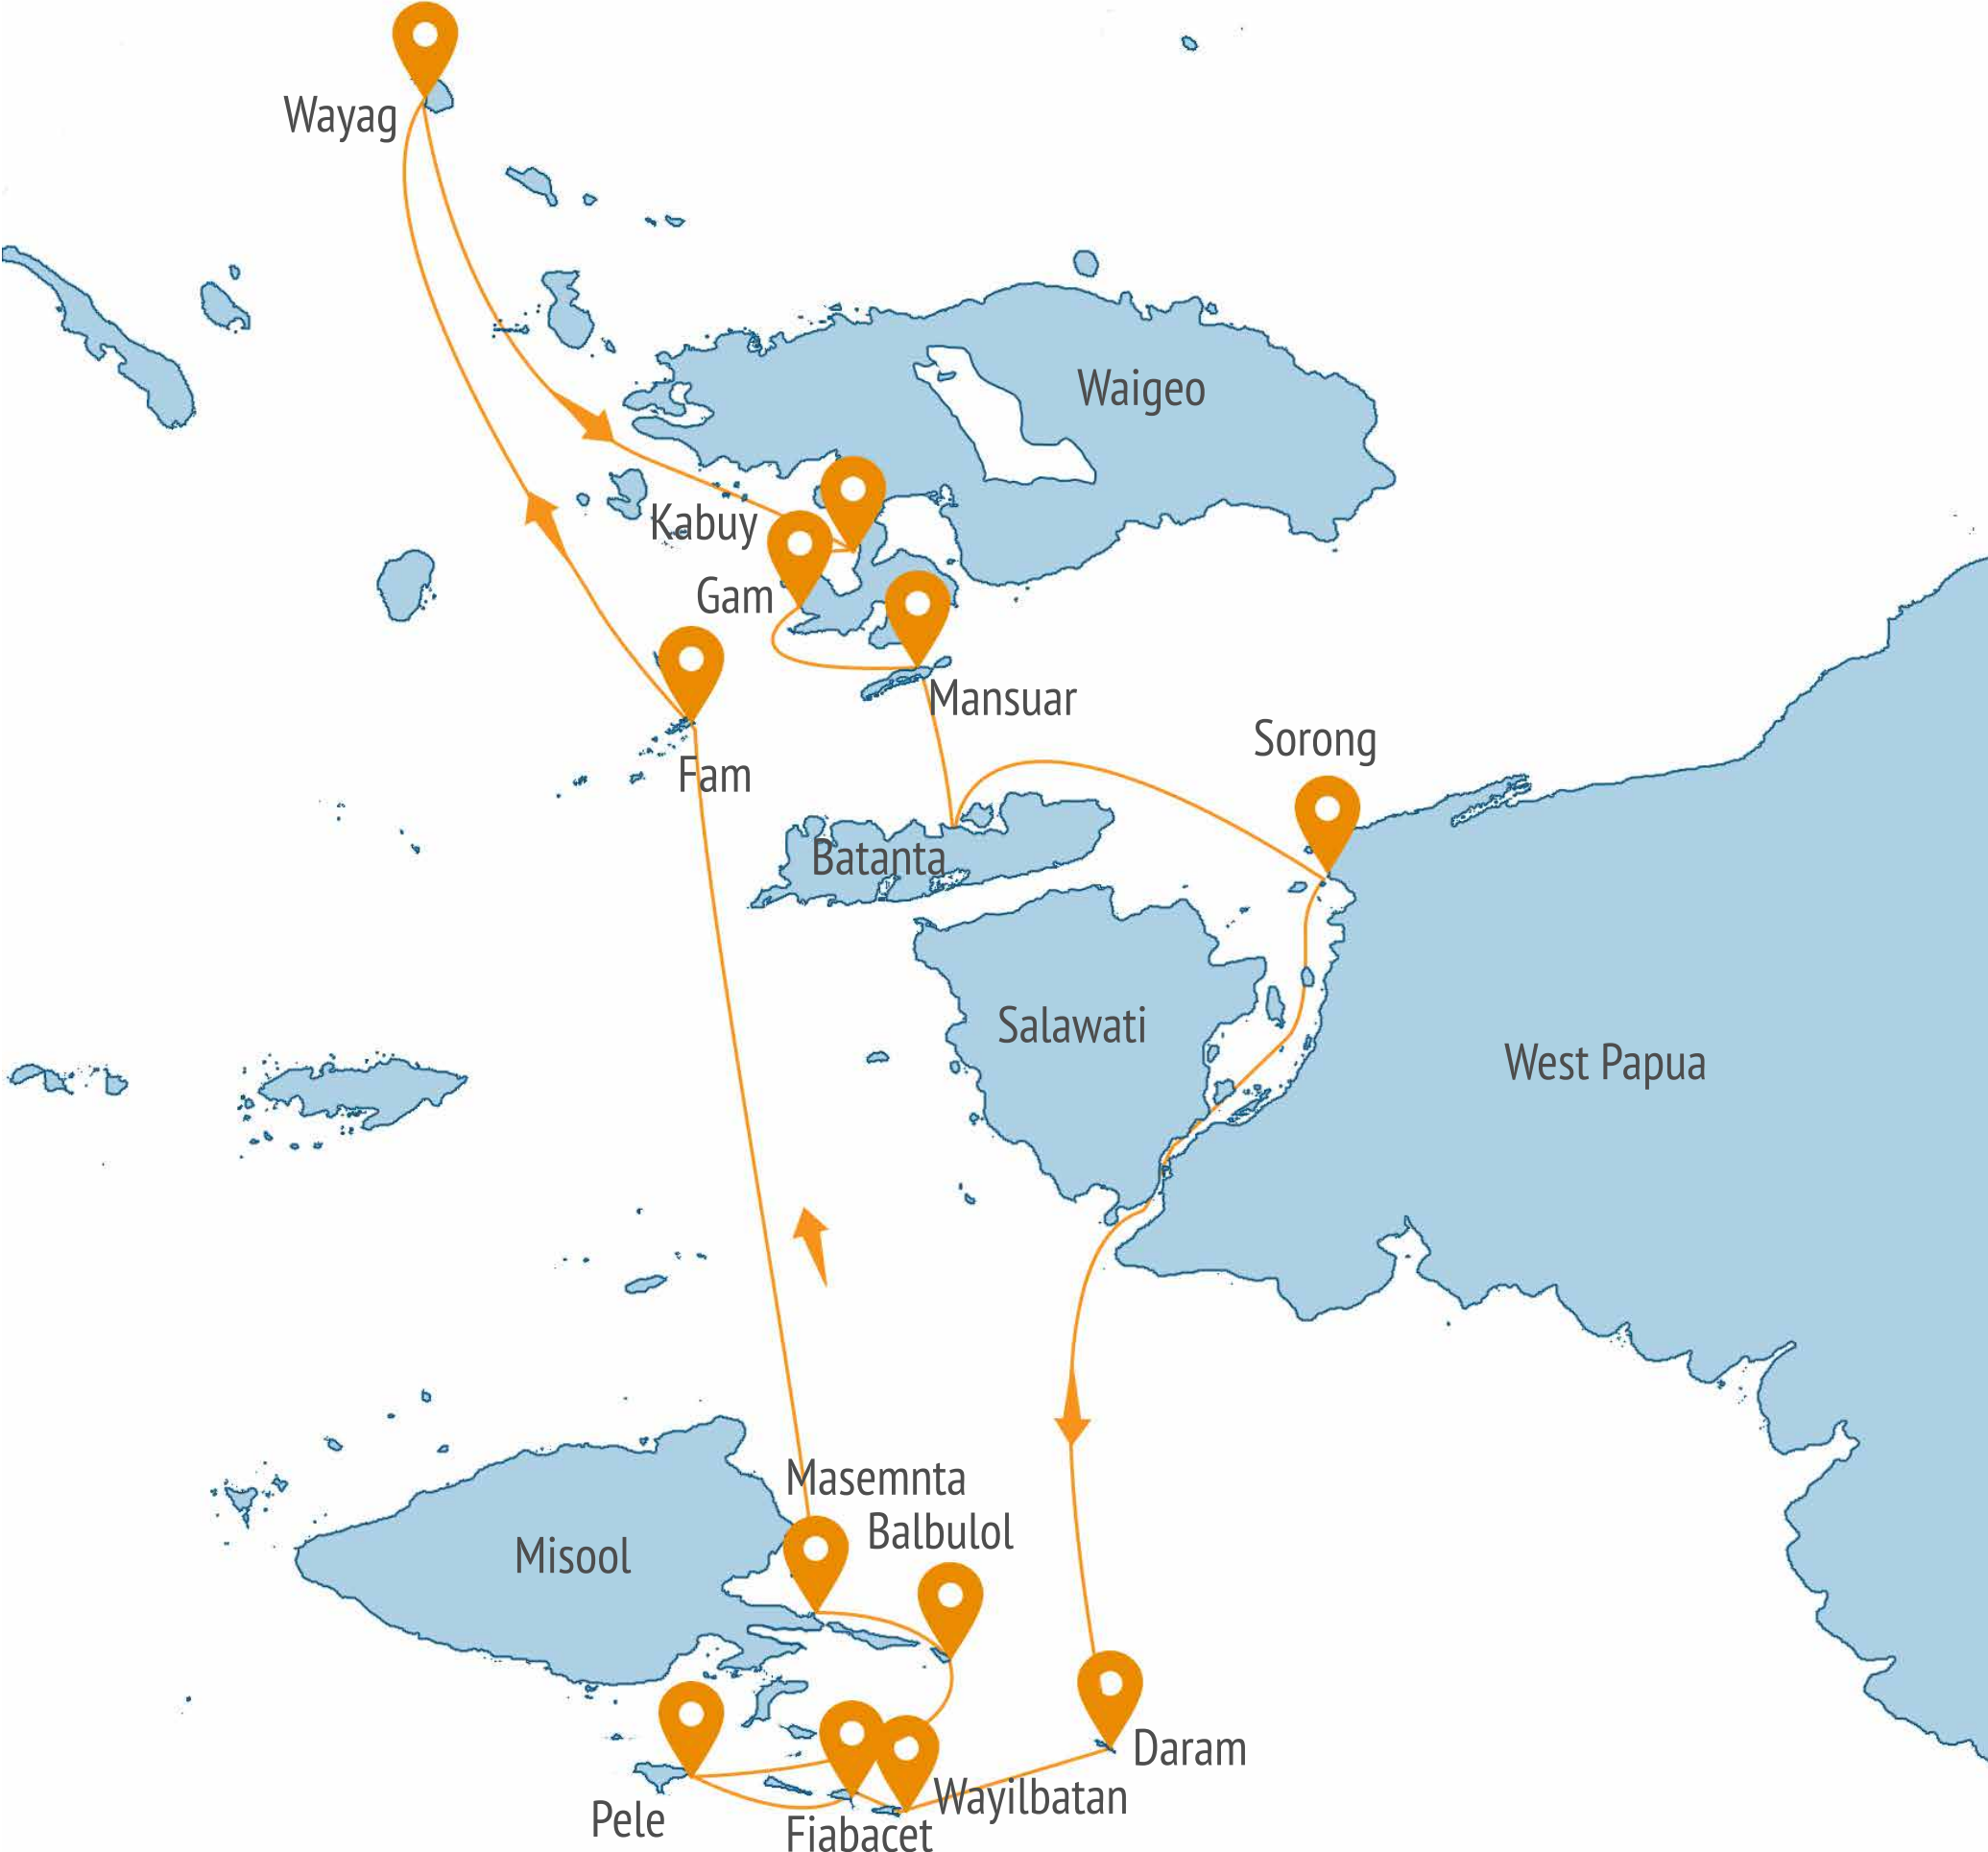 Wayag
Waigeo
Kabuy
Gam
Mansuar
Sorong
Fam
Batanta
Salawati
West Papua
Masemnta
Balbulol
Misool
Daram
Wayilbatan
Pele
Fiabacet